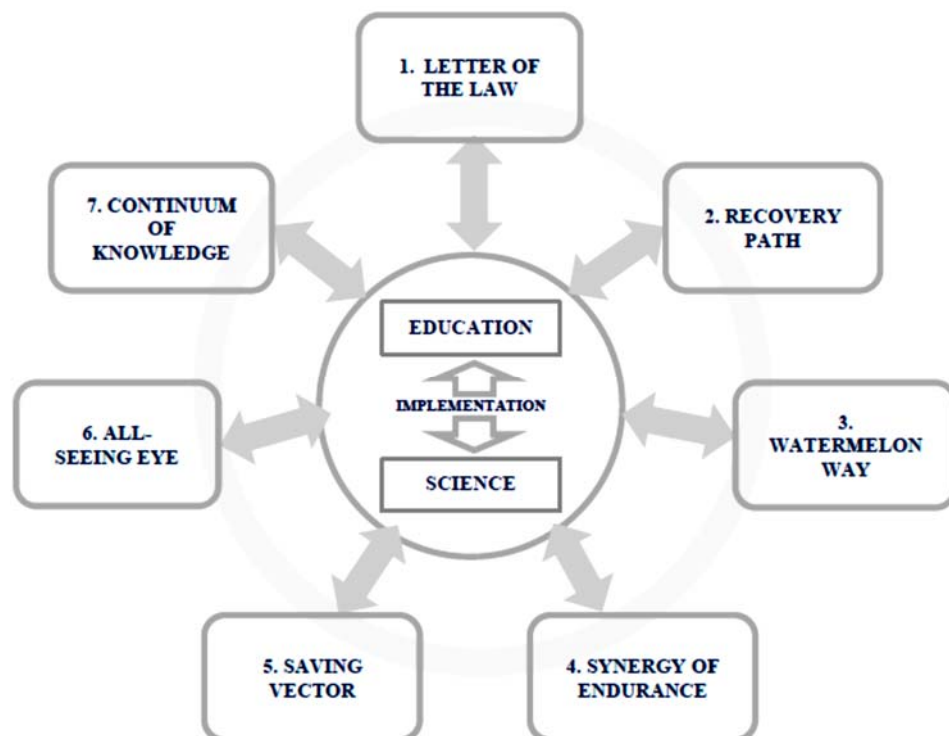 1. LETTER OF
THE LAW
2. RECOVERY
PATH
3.
WATERMELON
WAY
4. SYNERGY OF
ENDURANCE
5. SAVING
VECTOR
6. ALL-
SEEING EYE
7. CONTINUUM
OF
KNOWLEDGE
EDUCATION
IMPLEMENTATION
SCIENCE